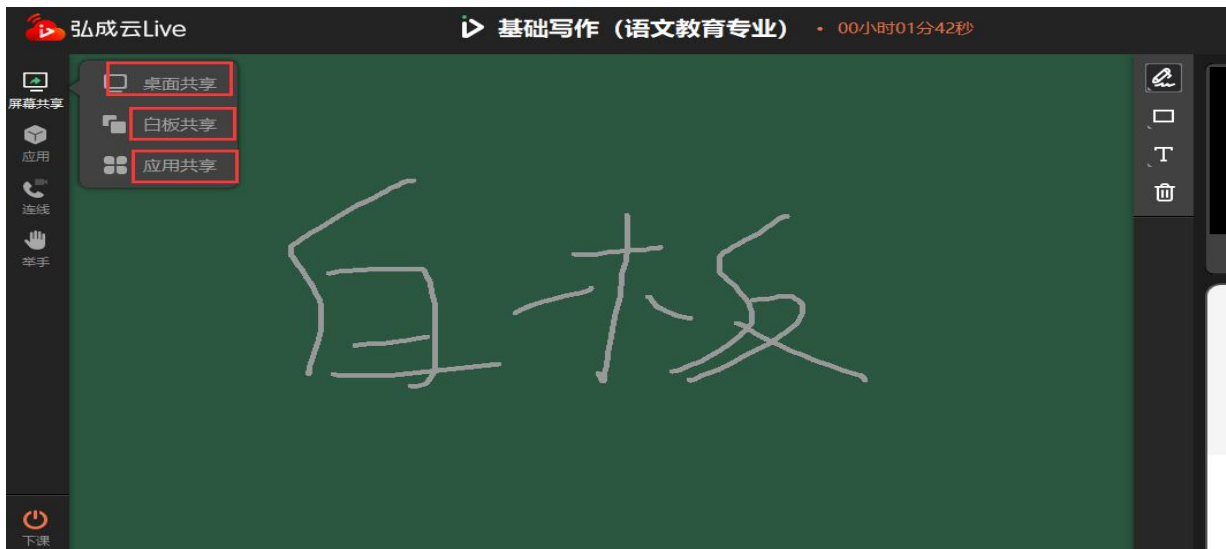 弘成云Live
基础写作（语文教育专业） · 00小时01分42秒
屏幕共享
桌面共享
白板共享
应用共享
应用
连线
举手
T
白板
下课